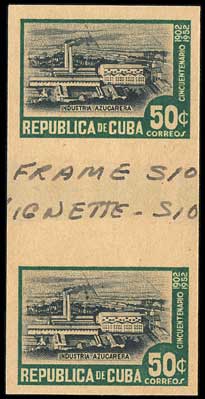 1902
1952
CINCUENTENARIO
INDUSTRIA AZUCARERA
50¢
REPUBLICA DE CUBA CORREOS
FRAME S10
VIGNETTE - S10
1902
1952
CINCUENTENARIO
INDUSTRIA AZUCARERA
50¢
REPUBLICA DE CUBA CORREOS